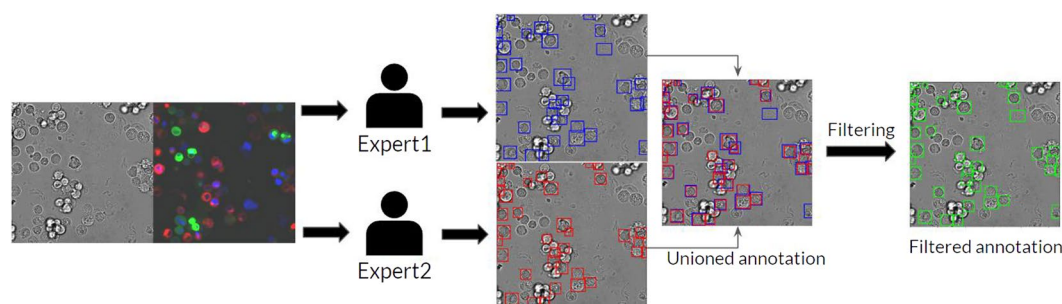 Expert1
Expert2
Unioned annotation
Filtering
Filtered annotation